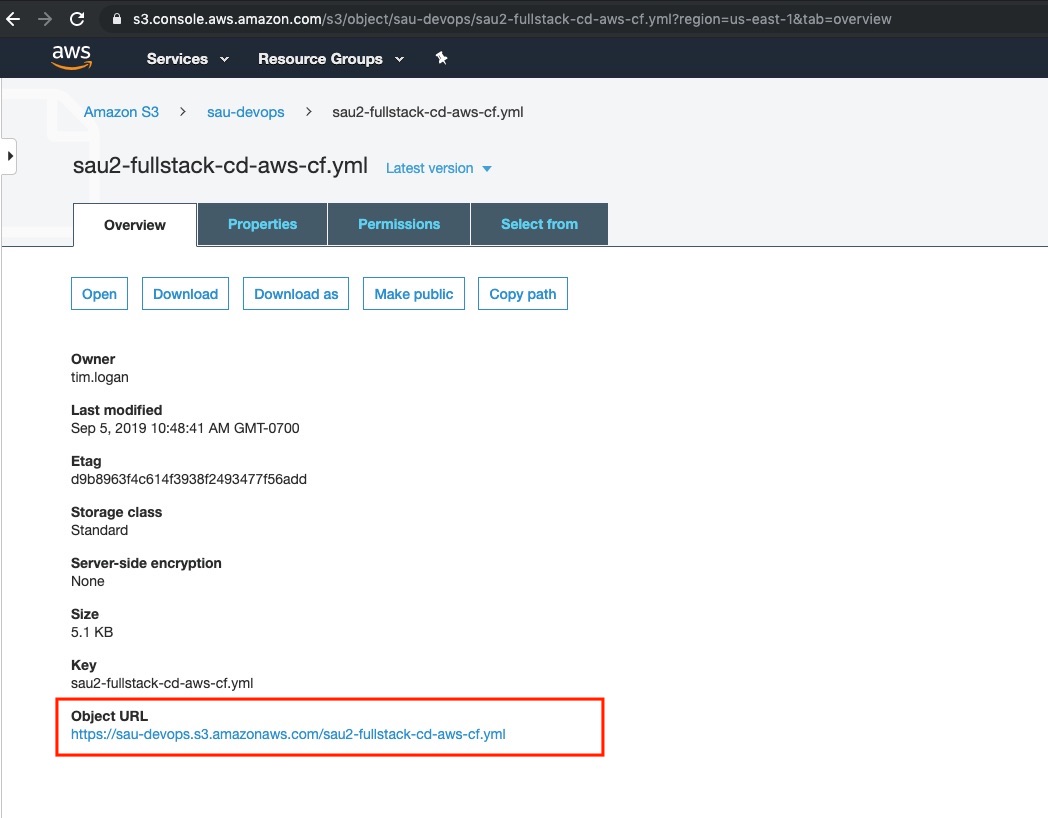 s3.console.aws.amazon.com/s3/object/sau-devops/sau2-fullstack-cd-aws-cf.yml?region=us-east-1&tab=overview
aws Services Resource Groups
Amazon S3 > sau-devops > sau2-fullstack-cd-aws-cf.yml
sau2-fullstack-cd-aws-cf.yml Latest version
Overview Properties Permissions Select from
Open Download Download as Make public Copy path
Owner
tim.logan
Last modified
Sep 5, 2019 10:48:41 AM GMT-0700
Etag
d9b8963f4c614f3938f2493477f56add
Storage class
Standard
Server-side encryption
None
Size
5.1 KB
Key
sau2-fullstack-cd-aws-cf.yml
Object URL
https://sau-devops.s3.amazonaws.com/sau2-fullstack-cd-aws-cf.yml